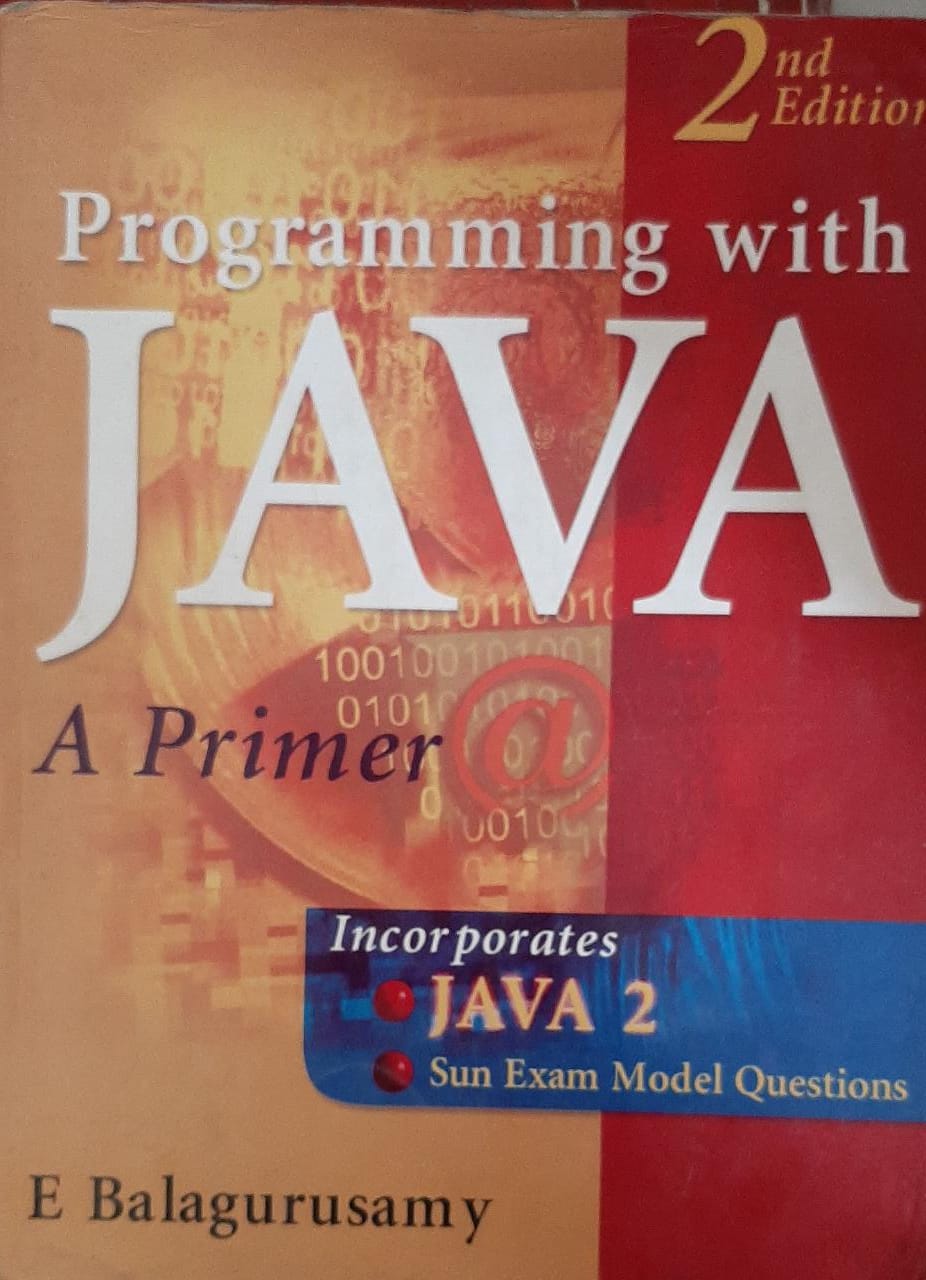 2nd
Edition
Programming with
JAVA
A Primer
@
Incorporates
JAVA 2
Sun Exam Model Questions
E Balagurusamy